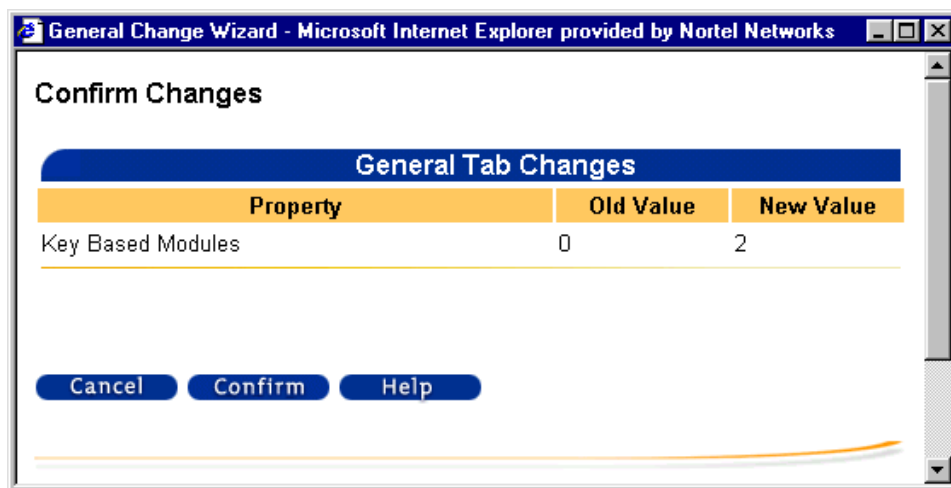 General Change Wizard - Microsoft Internet Explorer provided by Nortel Networks
Confirm Changes
General Tab Changes
Property Old Value New Value
Key Based Modules 0 2
Cancel Confirm Help